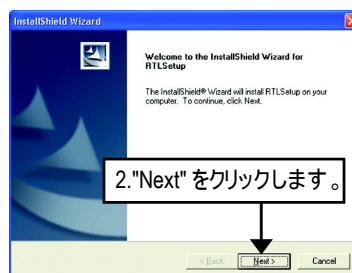 InstallShield Wizard
Welcome to the InstallShield Wizard for
RTLSetup
The InstallShield® Wizard will install RTLSetup on your
computer. To continue, click Next.
2."Next" をクリックします。
< Back
Next >
Cancel